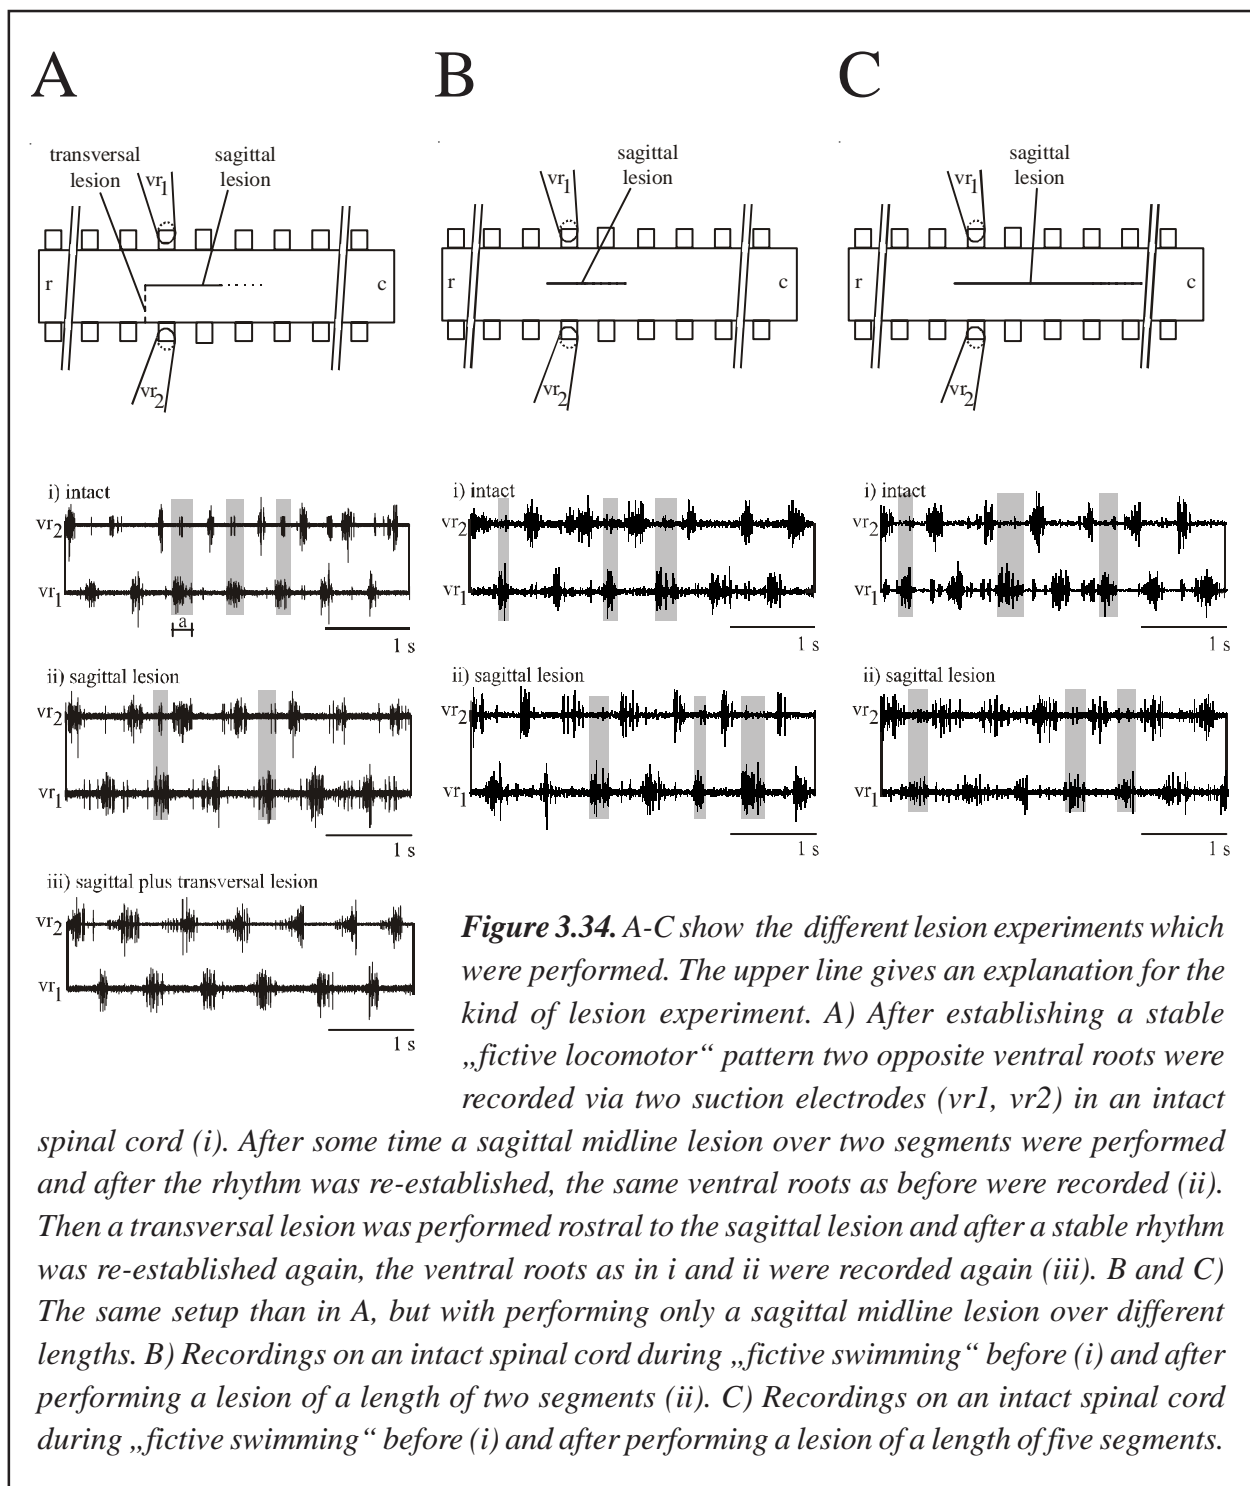 A
B
C
transversal
lesion
vr1
sagittal
lesion
r
c
vr2
sagittal
lesion
vr1
r
c
vr2
sagittal
lesion
vr1
r
c
vr2
i) intact
vr2
vr1
a
1 s
ii) sagittal lesion
vr2
vr1
1 s
iii) sagittal plus transversal lesion
vr2
vr1
1 s
i) intact
vr2
vr1
1 s
ii) sagittal lesion
vr2
vr1
1 s
i) intact
vr2
vr1
1 s
ii) sagittal lesion
vr2
vr1
1 s
Figure 3.34. A-C show the different lesion experiments which
were performed. The upper line gives an explanation for the
kind of lesion experiment. A) After establishing a stable
„fictive locomotor“ pattern two opposite ventral roots were
recorded via two suction electrodes (vr1, vr2) in an intact
spinal cord (i). After some time a sagittal midline lesion over two segments were performed
and after the rhythm was re-established, the same ventral roots as before were recorded (ii).
Then a transversal lesion was performed rostral to the sagittal lesion and after a stable rhythm
was re-established again, the ventral roots as in i and ii were recorded again (iii). B and C)
The same setup than in A, but with performing only a sagittal midline lesion over different
lengths. B) Recordings on an intact spinal cord during „fictive swimming“ before (i) and after
performing a lesion of a length of two segments (ii). C) Recordings on an intact spinal cord
during „fictive swimming“ before (i) and after performing a lesion of a length of five segments.